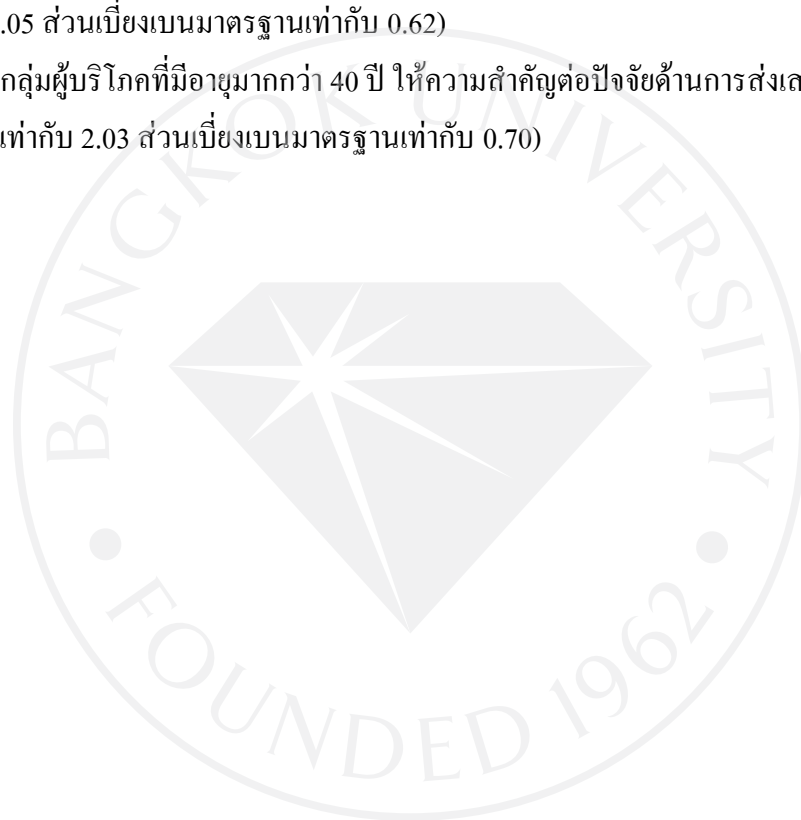 .05 ส่วนเบี่ยงเบนมาตรฐานเท่ากับ 0.62)
กลุ่มผู้บริโภคที่มีอายุมากกว่า 40 ปี ให้ความสำคัญต่อปัจจัยด้านการส่งเส
เท่ากับ 2.03 ส่วนเบี่ยงเบนมาตรฐานเท่ากับ 0.70)
BANGKOK UNIVERSITY
FOUNDED 1962